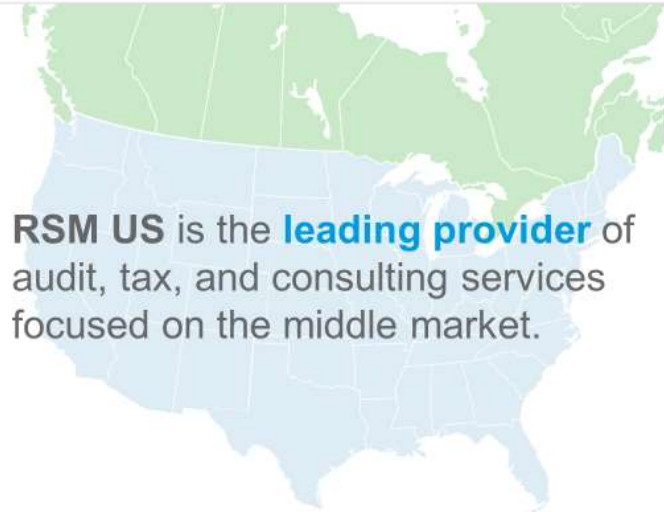 RSM US is the leading provider of
audit, tax, and consulting services
focused on the middle market.